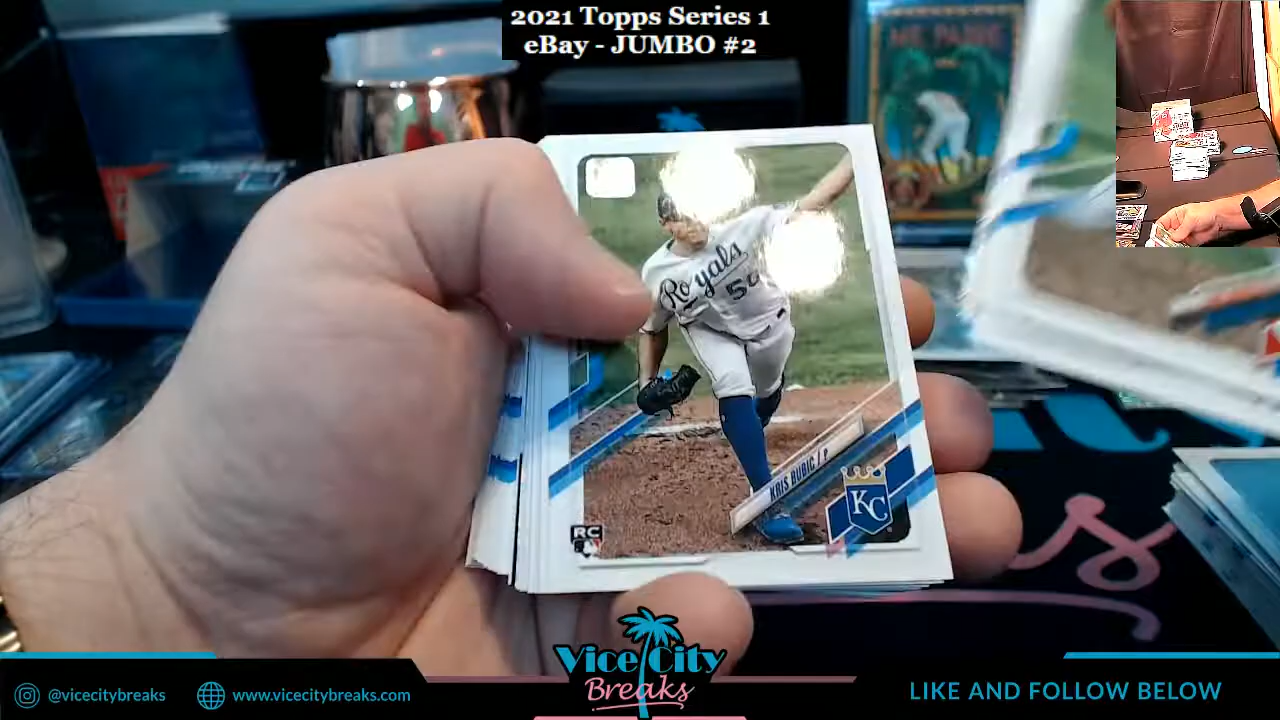 2021 Topps Series 1
eBay - JUMBO #2
Royals
50
KRIS BUBIC / P
KC
RC
Vice City
Breaks
@vicecitybreaks
www.vicecitybreaks.com
LIKE AND FOLLOW BELOW